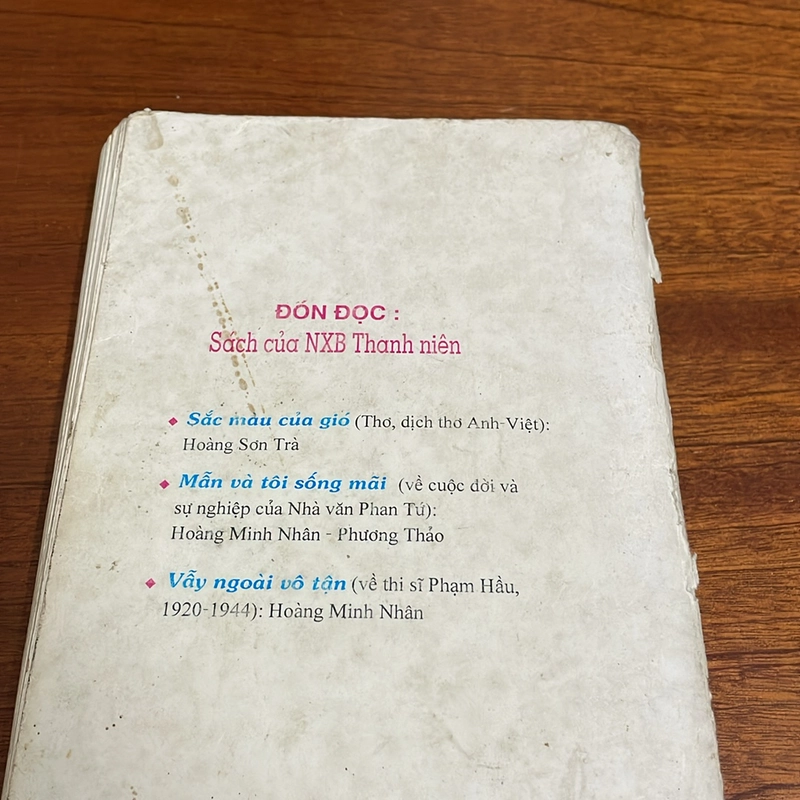 ĐÓN ĐỌC :
Sách của NXB Thanh niên
Sắc màu của gió (Thơ, dịch thơ Anh-Việt):
Hoàng Sơn Trà
Mẫn và tôi sống mãi (về cuộc đời và
sự nghiệp của Nhà văn Phan Tứ):
Hoàng Minh Nhân - Phương Thảo
Vẫy ngoài vô tận (về thi sĩ Phạm Hầu,
1920-1944): Hoàng Minh Nhân